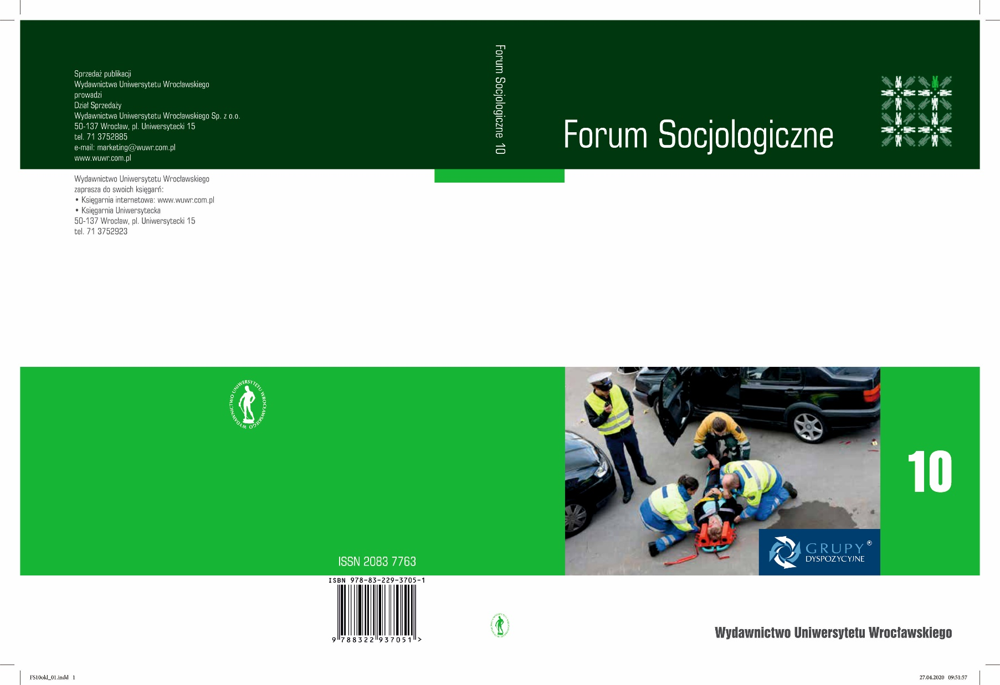 Sprzedaż publikacji
Wydawnictwa Uniwersytetu Wrocławskiego
prowadzi
Dział Sprzedaży
Wydawnictwa Uniwersytetu Wrocławskiego Sp. z o.o.
50-137 Wrocław, pl. Uniwersytecki 15
tel. 71 3752885
e-mail: marketing@wuwr.com.pl
www.wuwr.com.pl
Wydawnictwo Uniwersytetu Wrocławskiego
zaprasza do swoich księgarń:
• Księgarnia internetowa: www.wuwr.com.pl
• Księgarnia Uniwersytecka
50-137 Wrocław, pl. Uniwersytecki 15
tel. 71 3752923
WYDAWNICTWO UNIWERSYTETU WROCŁAWSKIEGO
ISSN 2083 7763
ISBN 978-83-229-3705-1
9 788322 937051 >
Forum Socjologiczne 10
Forum Socjologiczne
10
GRUPY ®
DYSPOZYCYJNE
Wydawnictwo Uniwersytetu Wrocławskiego
FS10okl_01.indd 1
27.04.2020 09:51:57